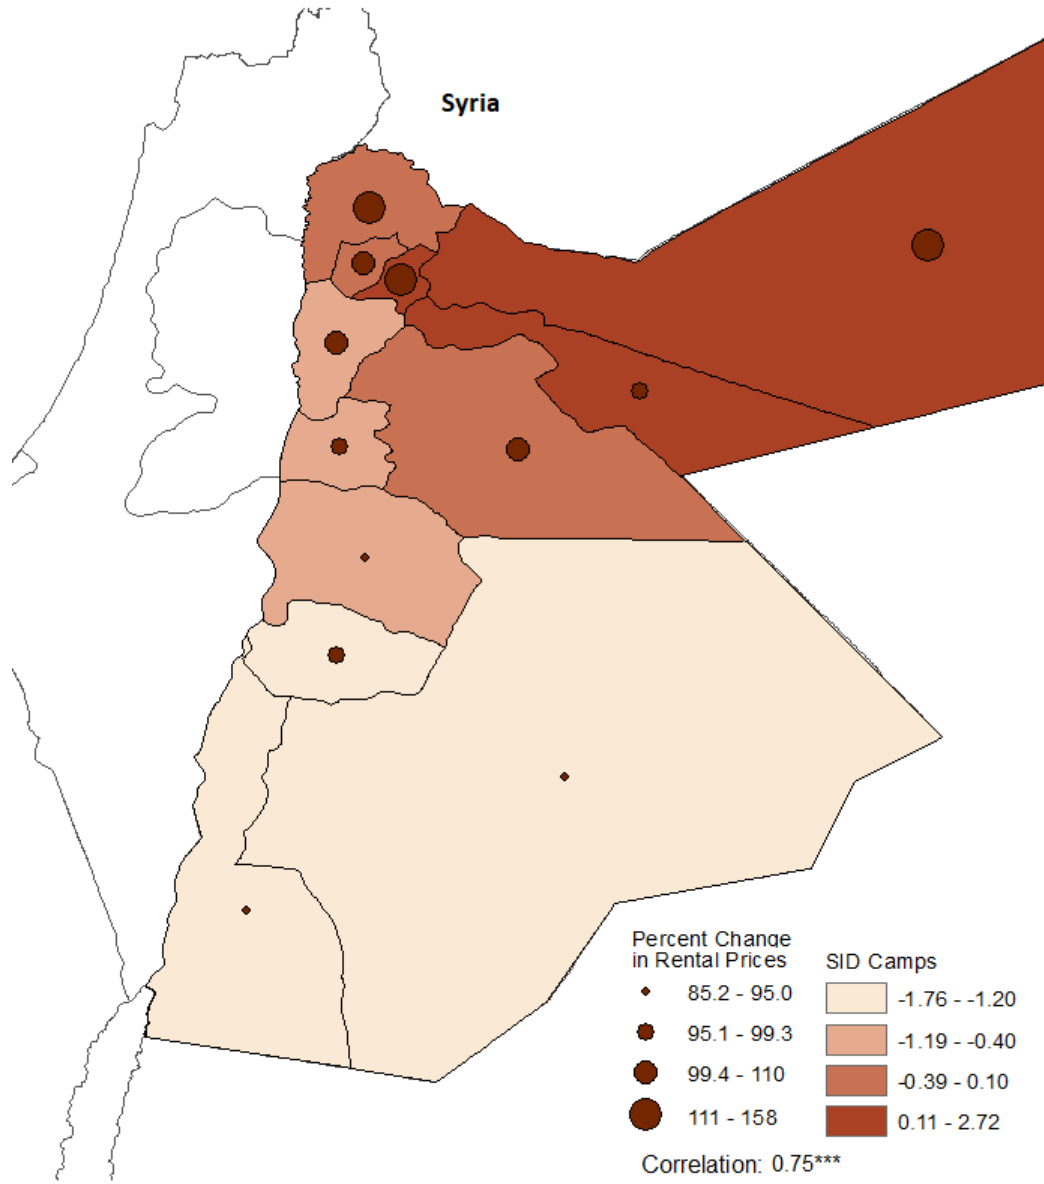 Syria
Percent Change
in Rental Prices
85.2 - 95.0
95.1 - 99.3
99.4 - 110
111 - 158
SID Camps
-1.76 - -1.20
-1.19 - -0.40
-0.39 - 0.10
0.11 - 2.72
Correlation: 0.75***